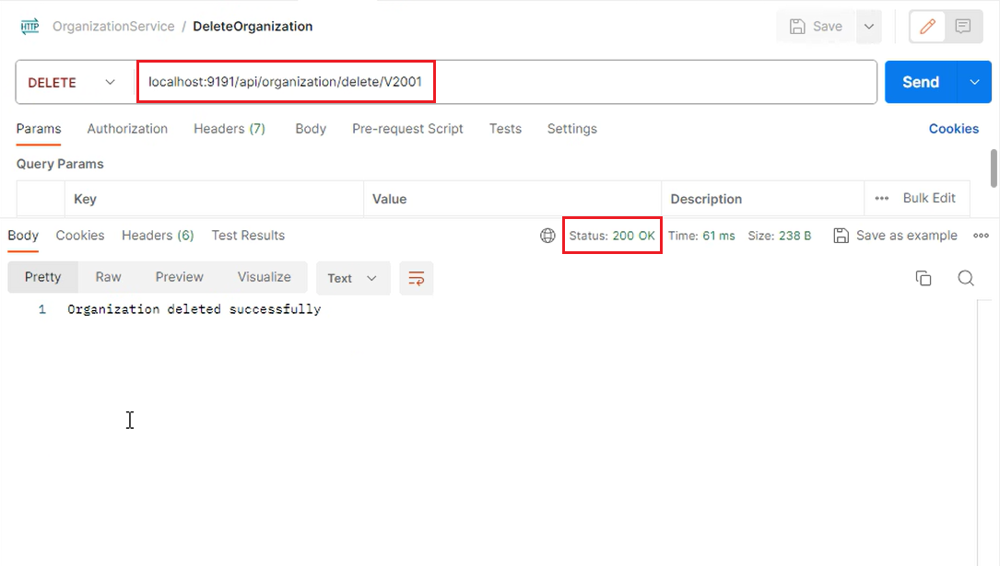 HTTP OrganizationService / DeleteOrganization Save
DELETE localhost:9191/api/organization/delete/V2001 Send
Params Authorization Headers (7) Body Pre-request Script Tests Settings Cookies
Query Params
Key Value Description ••• Bulk Edit
Body Cookies Headers (6) Test Results Status: 200 OK Time: 61 ms Size: 238 B Save as example
Pretty Raw Preview Visualize Text
1 Organization deleted successfully